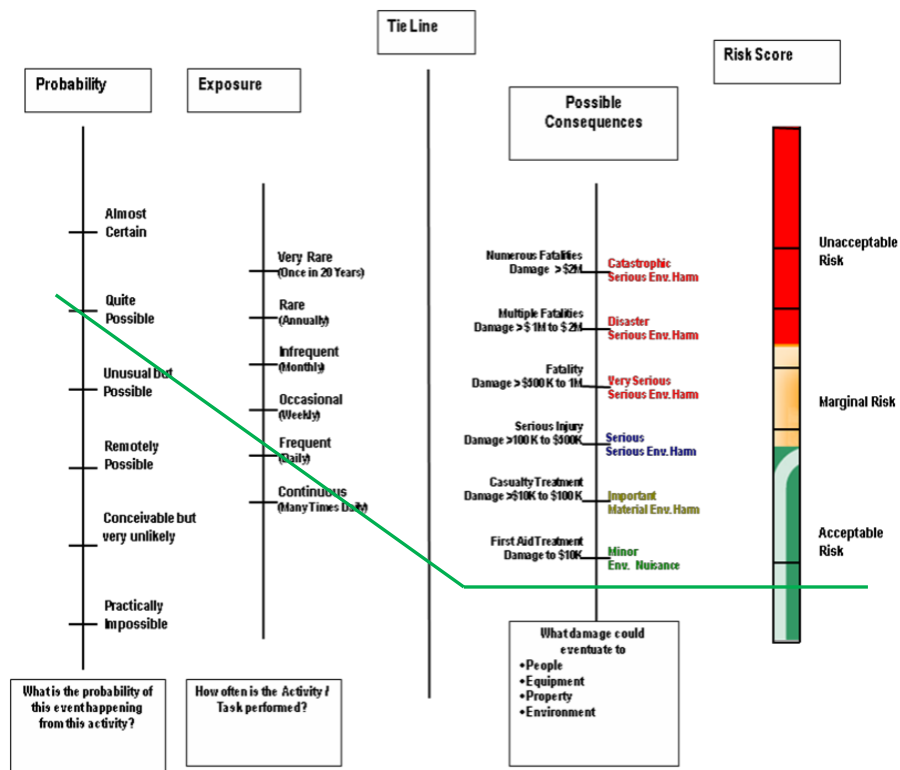 Tie Line
Risk Score
Probability
Exposure
Possible
Consequences
Almost
Certain
Quite
Possible
Unusual but
Possible
Remotely
Possible
Conceivable but
very unlikely
Practically
Impossible
What is the probability of
this event happening
from this activity?
Very Rare
(Once in 20 Years)
Rare
(Annually)
Infrequent
(Monthly)
Occasional
(Weekly)
Frequent
(Daily)
Continuous
(Many Times Daily)
How often is the Activity /
Task performed?
Numerous Fatalities
Damage > $2M
Catastrophic
Serious Env. Harm
Multiple Fatalities
Damage > $ 1M to $ 2M
Disaster
Serious Env. Harm
Fatality
Damage > $500 K to 1M
Very Serious
Serious Env. Harm
Serious Injury
Damage >100 K to $500K
Serious
Serious Env. Harm
Casualty Treatment
Damage >$10K to $100 K
Important
Material Env. Harm
First Aid Treatment
Damage to $10K
Minor
Env. Nuisance
What damage could
eventuate to
•People
•Equipment
•Property
•Environment
Unacceptable
Risk
Marginal Risk
Acceptable
Risk